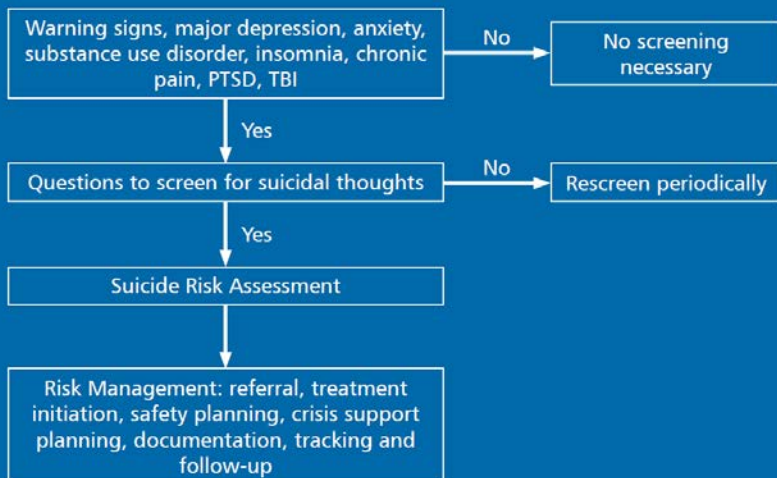 Warning signs, major depression, anxiety,
substance use disorder, insomnia, chronic
pain, PTSD, TBI
No
No screening
necessary
Yes
Questions to screen for suicidal thoughts
No
Rescreen periodically
Yes
Suicide Risk Assessment
Risk Management: referral, treatment
initiation, safety planning, crisis support
planning, documentation, tracking and
follow-up